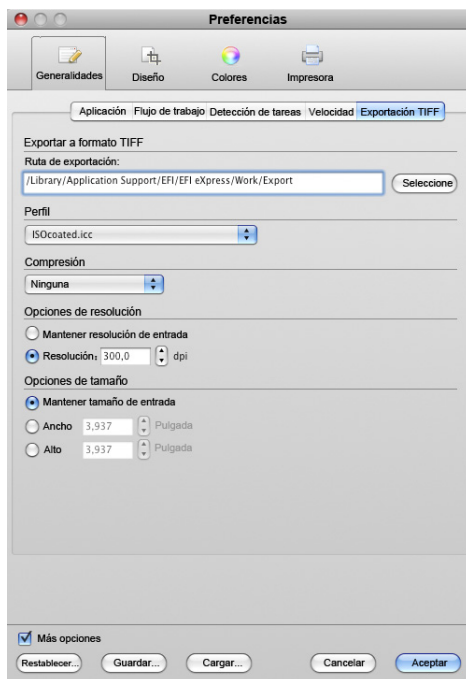 Preferencias
Generalidades Diseño Colores Impresora
Aplicación Flujo de trabajo Detección de tareas Velocidad Exportación TIFF
Exportar a formato TIFF
Ruta de exportación:
/Library/Application Support/EFI/EFI eXpress/Work/Export Seleccione
Perfil
ISOcoated.icc
Compresión
Ninguna
Opciones de resolución
Mantener resolución de entrada
Resolución: 300,0 dpi
Opciones de tamaño
Mantener tamaño de entrada
Ancho 3,937 Pulgada
Alto 3,937 Pulgada
Más opciones
Restablecer... Guardar... Cargar... Cancelar Aceptar